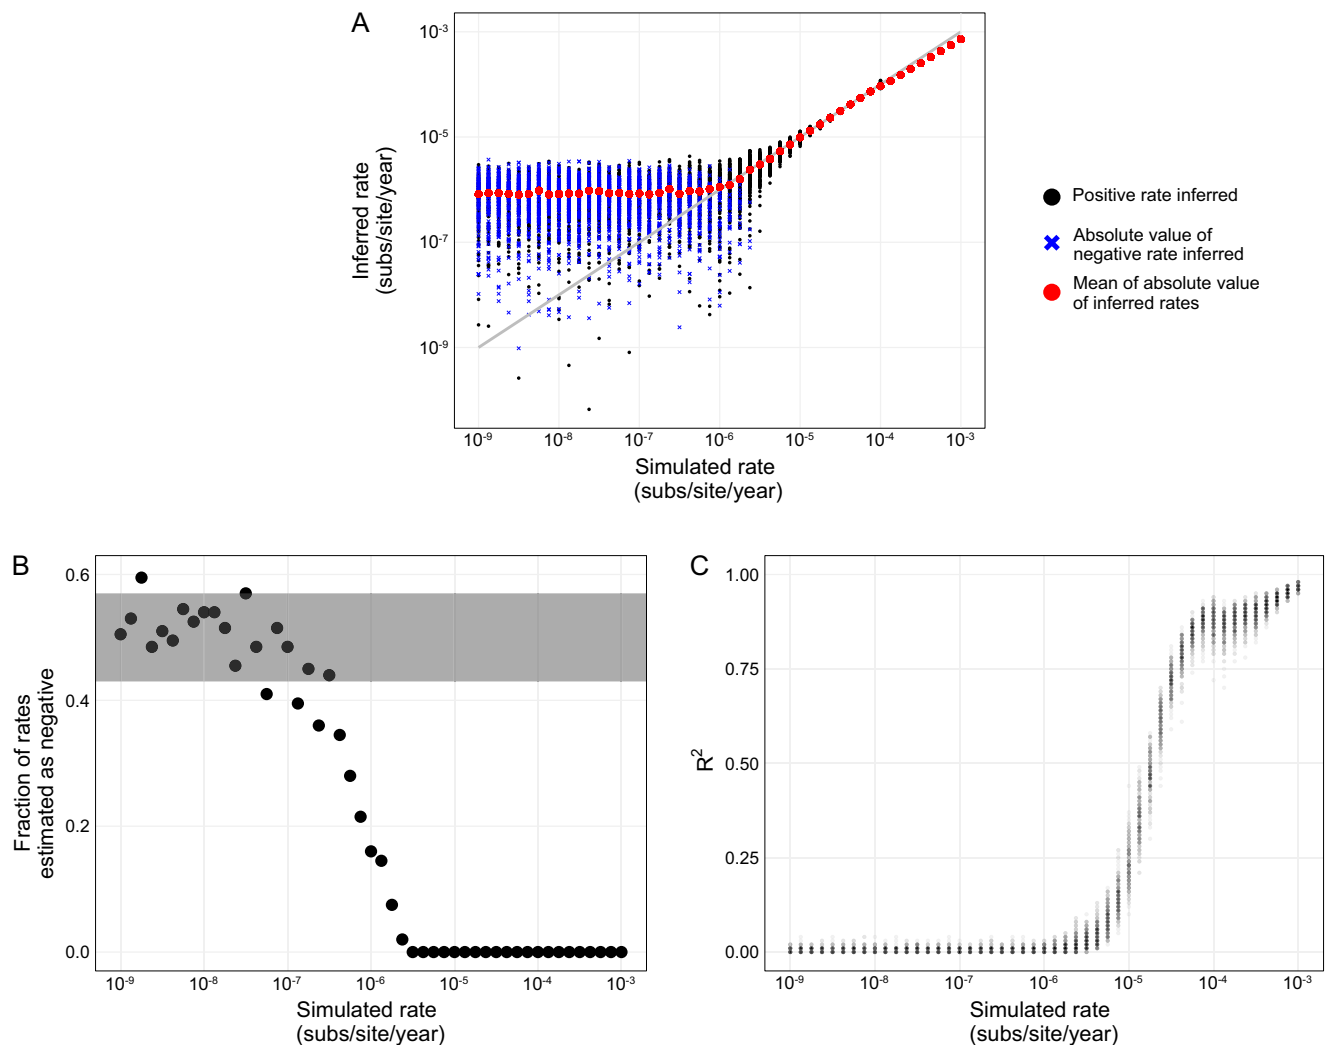 A
10-3
10-5
10-7
10-9
Inferred rate
(subs/site/year)
10-9 10-8 10-7 10-6 10-5 10-4 10-3
Simulated rate
(subs/site/year)
Positive rate inferred
Absolute value of
negative rate inferred
Mean of absolute value
of inferred rates
B
0.6
0.4
0.2
0.0
Fraction of rates
estimated as negative
10-9 10-8 10-7 10-6 10-5 10-4 10-3
Simulated rate
(subs/site/year)
C
1.00
0.75
0.50
0.25
0.00
R2
10-9 10-8 10-7 10-6 10-5 10-4 10-3
Simulated rate
(subs/site/year)